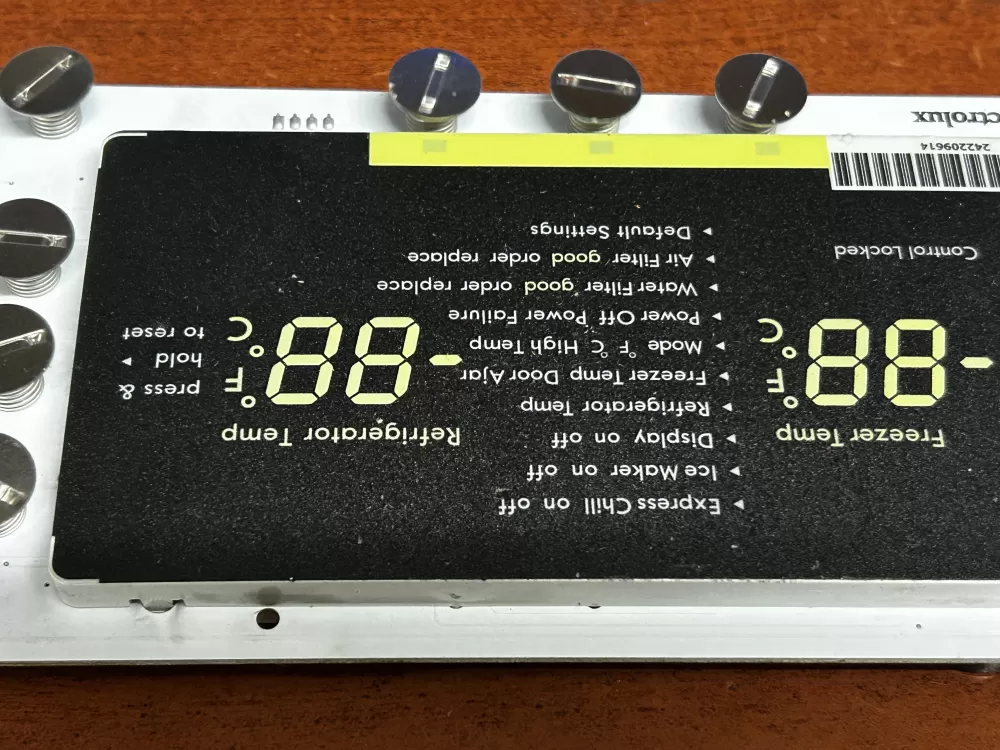 Freezer Temp
-88 °F °C
Control Locked
Express Chill on off
Ice Maker on off
Display on off
Refrigerator Temp
Freezer Temp Door Ajar
Mode °F °C High Temp
Power Off Power Failure
Water Filter good order replace
Air Filter good order replace
Default Settings
Refrigerator Temp
-88 °F °C
press &
hold
to reset
242209614
ctrolux